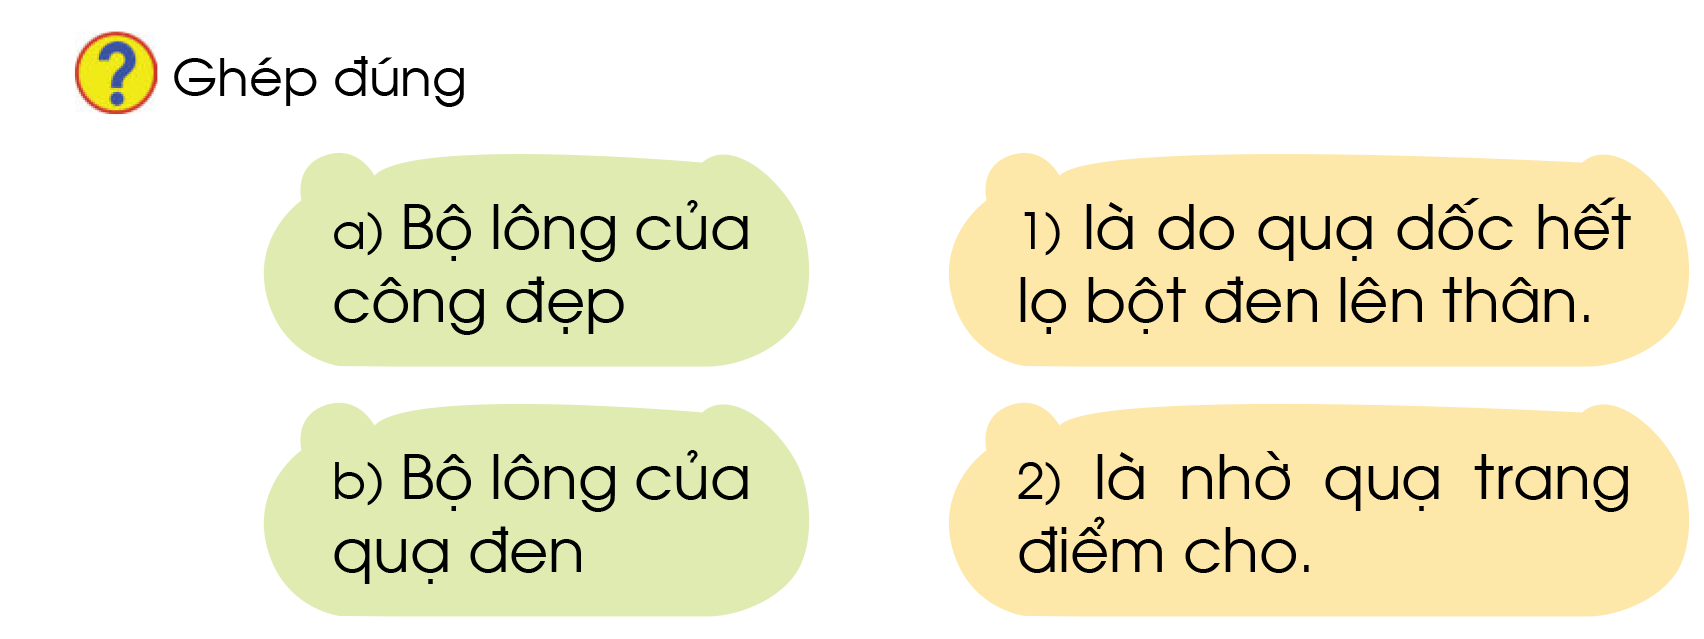 ?
Ghép đúng
a) Bộ lông của
công đẹp
1) là do quạ dốc hết
lọ bột đen lên thân.
b) Bộ lông của
quạ đen
2) là nhờ quạ trang
điểm cho.